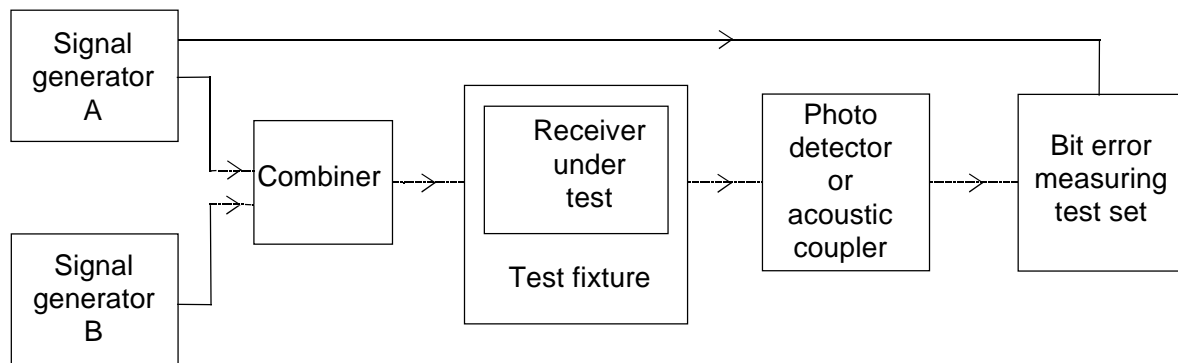 Signal
generator
A
Signal
generator
B
Combiner
Receiver
under
test
Test fixture
Photo
detector
or
acoustic
coupler
Bit error
measuring
test set